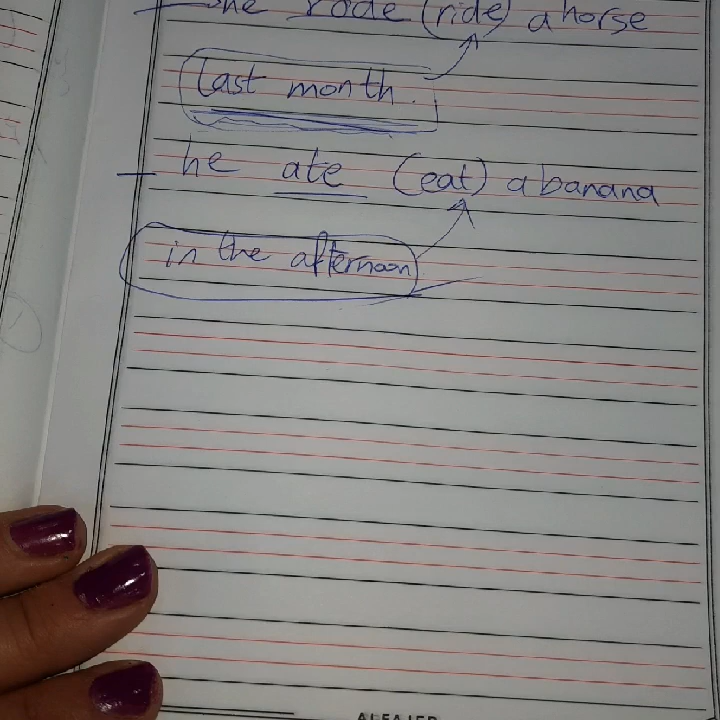 she rode (ride) a horse
last month.
he ate (eat) a banana
in the afternoon